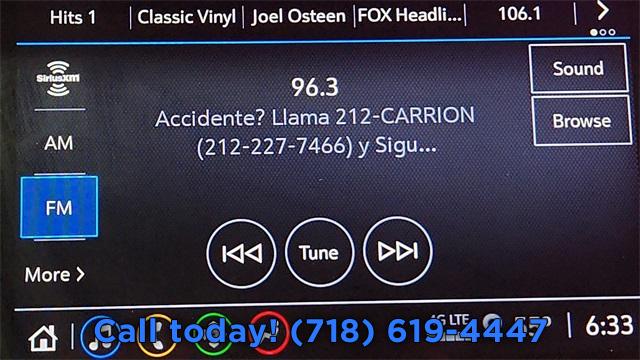 Hits 1 Classic Vinyl Joel Osteen FOX Headli... 106.1
SiriusXM
96.3
Sound
Accidente? Llama 212-CARRION
(212-227-7466) y Sigu...
Browse
AM
FM
Tune
More
4G LTE
6:33
Call today! (718) 619-4447